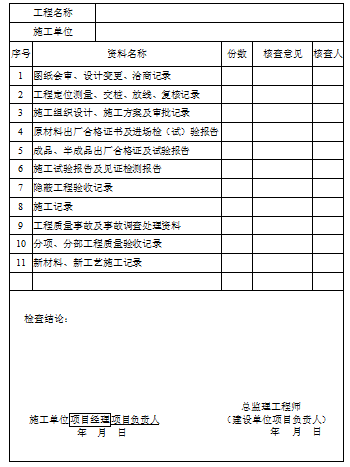 工程名称
施工单位
序号 资料名称 份数 核查意见 核查人
1 图纸会审、设计变更、洽商记录
2 工程定位测量、交桩、放线、复核记录
3 施工组织设计、施工方案及审批记录
4 原材料出厂合格证书及进场检（试）验报告
5 成品、半成品出厂合格证及试验报告
6 施工试验报告及见证检测报告
7 隐蔽工程验收记录
8 施工记录
9 工程质量事故及事故调查处理资料
10 分项、分部工程质量验收记录
11 新材料、新工艺施工记录
检查结论：
总监理工程师
施工单位项目经理项目负责人 （建设单位项目负责人）
年 月 日 年 月 日